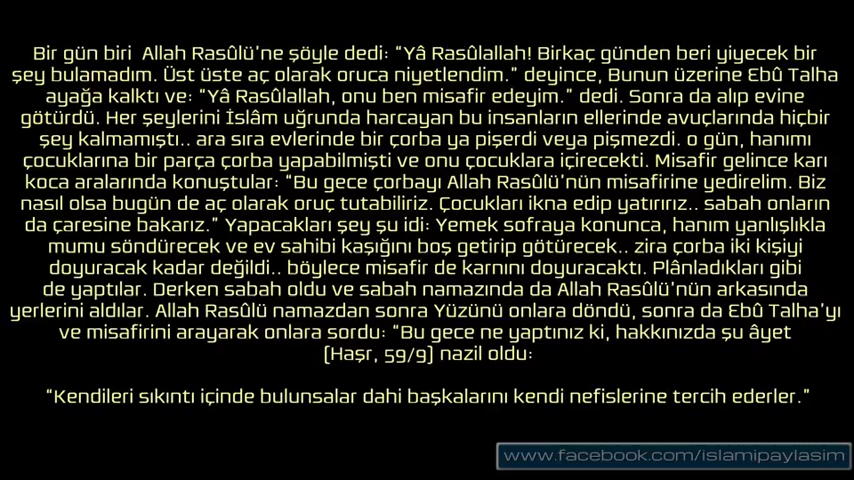 Bir gün biri Allah Rasûlü'ne şöyle dedi: "Yâ Rasûlallah! Birkaç günden beri yiyecek bir
şey bulamadım. Üst üste aç olarak oruca niyetlendim." deyince, Bunun üzerine Ebû Talha
ayağa kalktı ve: "Yâ Rasûlallah, onu ben misafir edeyim." dedi. Sonra da alıp evine
götürdü. Her şeylerini İslâm uğrunda harcayan bu insanların ellerinde avuçlarında hiçbir
şey kalmamıştı.. ara sıra evlerinde bir çorba ya pişerdi veya pişmezdi. o gün, hanımı
çocuklarına bir parça çorba yapabilmişti ve onu çocuklara içirecekti. Misafir gelince karı
koca aralarında konuştular: "Bu gece çorbayı Allah Rasûlü'nün misafirine yedirelim. Biz
nasıl olsa bugün de aç olarak oruç tutabiliriz. Çocukları ikna edip yatırırız.. sabah onların
da çaresine bakarız." Yapacakları şey şu idi: Yemek sofraya konunca, hanım yanlışlıkla
mumu söndürecek ve ev sahibi kaşığını boş getirip götürecek.. zira çorba iki kişiyi
doyuracak kadar değildi.. böylece misafir de karnını doyuracaktı. Plânladıkları gibi
de yaptılar. Derken sabah oldu ve sabah namazında da Allah Rasûlü'nün arkasında
yerlerini aldılar. Allah Rasûlü namazdan sonra Yüzünü onlara döndü, sonra da Ebû Talha'yı
ve misafirini arayarak onlara sordu: "Bu gece ne yaptınız ki, hakkınızda şu âyet
(Haşr, 59/9) nazil oldu:
"Kendileri sıkıntı içinde bulunsalar dahi başkalarını kendi nefislerine tercih ederler."
www.facebook.com/islamipaylasim